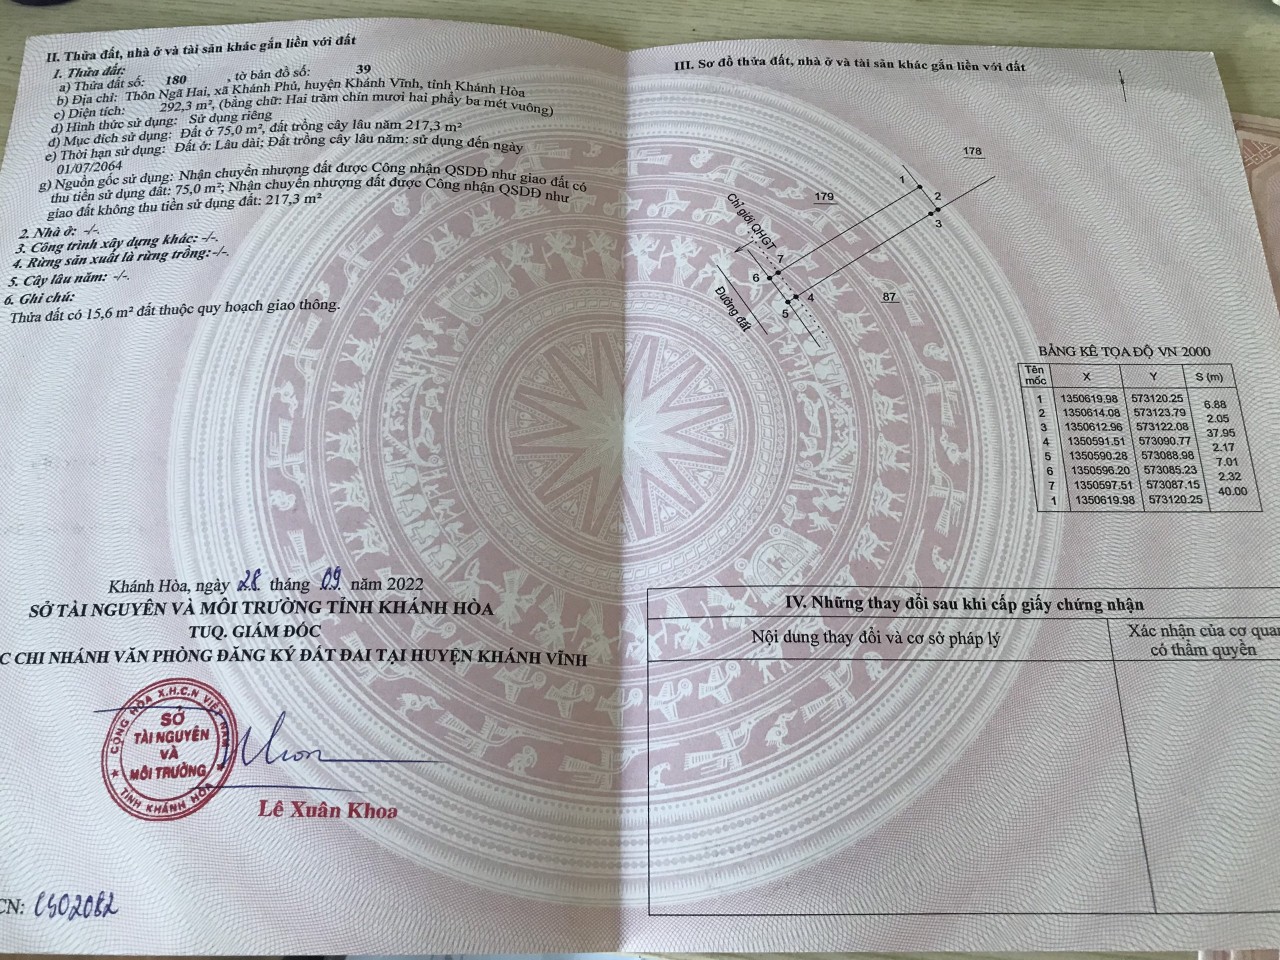 II. Thửa đất, nhà ở và tài sản khác gắn liền với đất
1. Thửa đất:
a) Thửa đất số: 180 , tờ bản đồ số: 39
b) Địa chỉ: Thôn Ngã Hai, xã Khánh Phú, huyện Khánh Vĩnh, tỉnh Khánh Hòa
c) Diện tích: 292,3 m², (bằng chữ: Hai trăm chín mươi hai phẩy ba mét vuông)
d) Hình thức sử dụng: Sử dụng riêng
đ) Mục đích sử dụng: Đất ở 75,0 m², đất trồng cây lâu năm 217,3 m²
e) Thời hạn sử dụng: Đất ở: Lâu dài; Đất trồng cây lâu năm: sử dụng đến ngày
01/07/2064
g) Nguồn gốc sử dụng: Nhận chuyển nhượng đất được Công nhận QSDĐ như giao đất có
thu tiền sử dụng đất: 75,0 m²; Nhận chuyển nhượng đất được Công nhận QSDĐ như
giao đất không thu tiền sử dụng đất: 217,3 m²
2. Nhà ở: -/-.
3. Công trình xây dựng khác: -/-.
4. Rừng sản xuất là rừng trồng: -/-.
5. Cây lâu năm: -/-.
6. Ghi chú:
Thửa đất có 15,6 m² đất thuộc quy hoạch giao thông.
Khánh Hòa, ngày 28 tháng 09 năm 2022
SỞ TÀI NGUYÊN VÀ MÔI TRƯỜNG TỈNH KHÁNH HÒA
TUQ. GIÁM ĐỐC
C CHI NHÁNH VĂN PHÒNG ĐĂNG KÝ ĐẤT ĐAI TẠI HUYỆN KHÁNH VĨNH
CỘNG HÒA X.H.C.N VIỆT NAM
SỞ
TÀI NGUYÊN
VÀ
MÔI TRƯỜNG
TỈNH KHÁNH HÒA
Lê Xuân Khoa
CN: CS02082
III. Sơ đồ thửa đất, nhà ở và tài sản khác gắn liền với đất
178
1
2
179
3
Chỉ giới QHGT
7
6
4
87
5
Đường đất
BẢNG KÊ TỌA ĐỘ VN 2000
Tên mốc X Y S (m)
1 1350619.98 573120.25
6.88
2 1350614.08 573123.79
2.05
3 1350612.96 573122.08
37.95
4 1350591.51 573090.77
2.17
5 1350590.28 573088.98
7.01
6 1350596.20 573085.23
2.32
7 1350597.51 573087.15
40.00
1 1350619.98 573120.25
IV. Những thay đổi sau khi cấp giấy chứng nhận
Nội dung thay đổi và cơ sở pháp lý
Xác nhận của cơ quan
có thẩm quyền